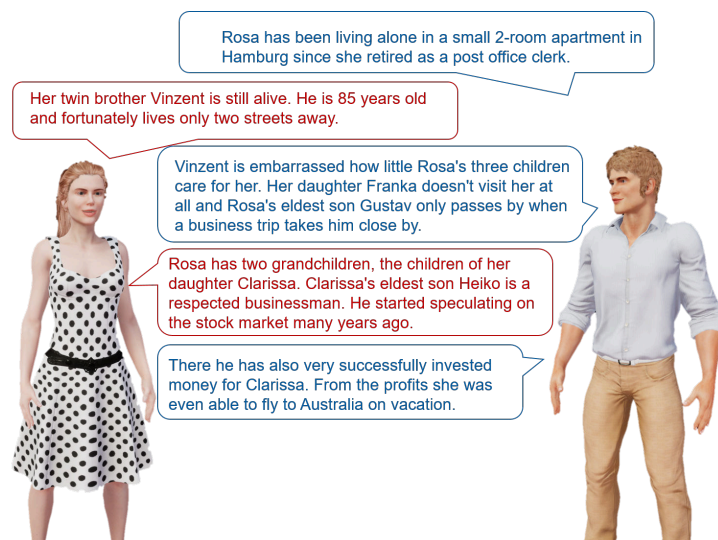 Rosa has been living alone in a small 2-room apartment in
Hamburg since she retired as a post office clerk.
Her twin brother Vinzent is still alive. He is 85 years old
and fortunately lives only two streets away.
Vinzent is embarrassed how little Rosa's three children
care for her. Her daughter Franka doesn't visit her at
all and Rosa's eldest son Gustav only passes by when
a business trip takes him close by.
Rosa has two grandchildren, the children of her
daughter Clarissa. Clarissa's eldest son Heiko is a
respected businessman. He started speculating on
the stock market many years ago.
There he has also very successfully invested
money for Clarissa. From the profits she was
even able to fly to Australia on vacation.